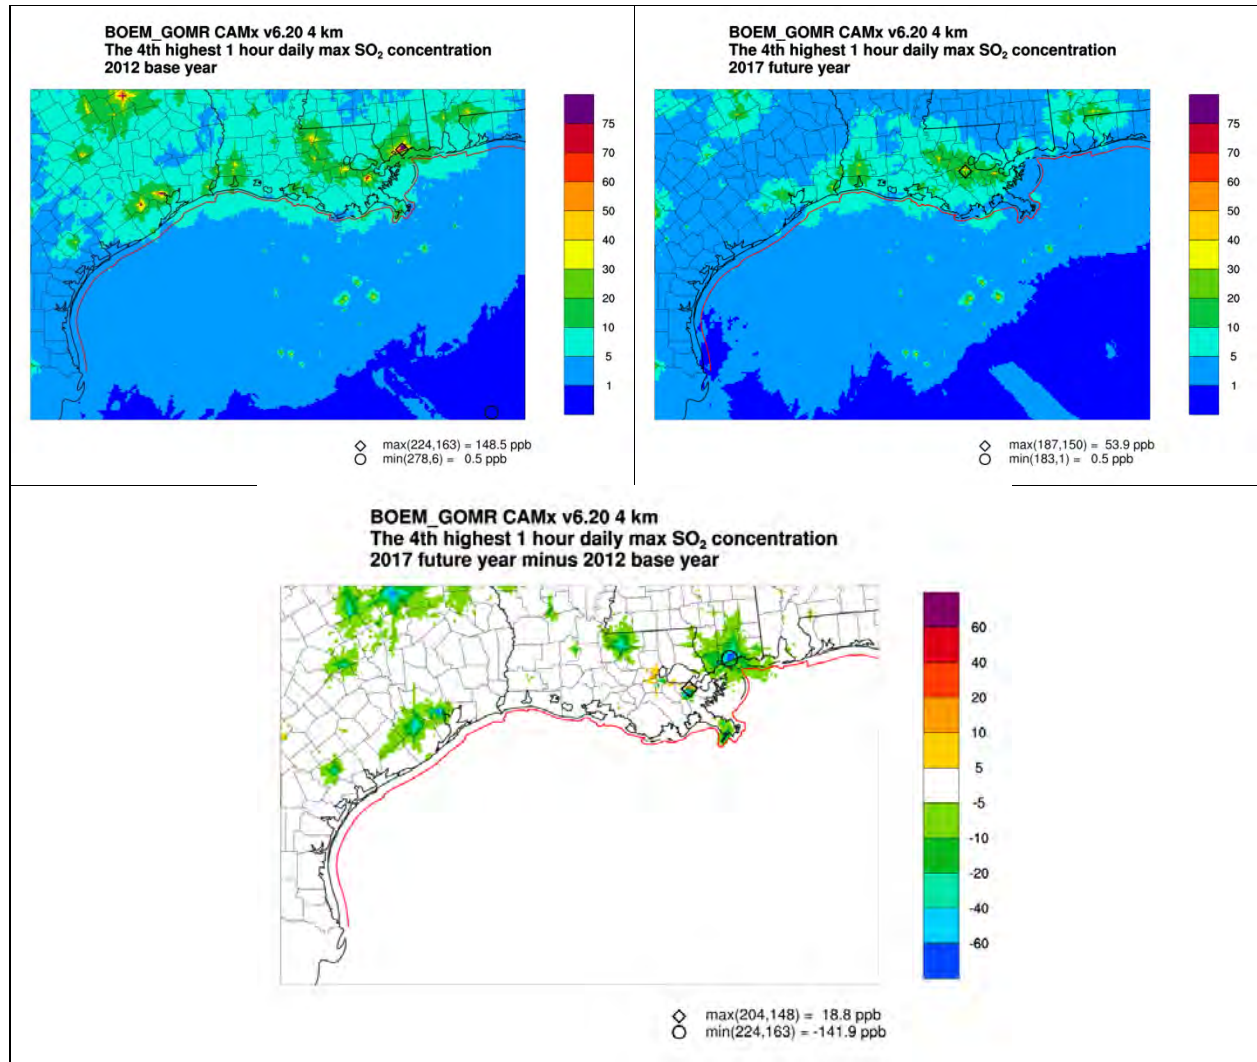 BOEM_GOMR CAMx v6.20 4 km
The 4th highest 1 hour daily max SO₂ concentration
2012 base year
75
70
60
50
40
30
20
10
5
1
max(224,163) = 148.5 ppb
min(278,6) = 0.5 ppb
BOEM_GOMR CAMx v6.20 4 km
The 4th highest 1 hour daily max SO₂ concentration
2017 future year
75
70
60
50
40
30
20
10
5
1
max(187,150) = 53.9 ppb
min(183,1) = 0.5 ppb
BOEM_GOMR CAMx v6.20 4 km
The 4th highest 1 hour daily max SO₂ concentration
2017 future year minus 2012 base year
60
40
20
10
5
-5
-10
-20
-40
-60
max(204,148) = 18.8 ppb
min(224,163) = -141.9 ppb